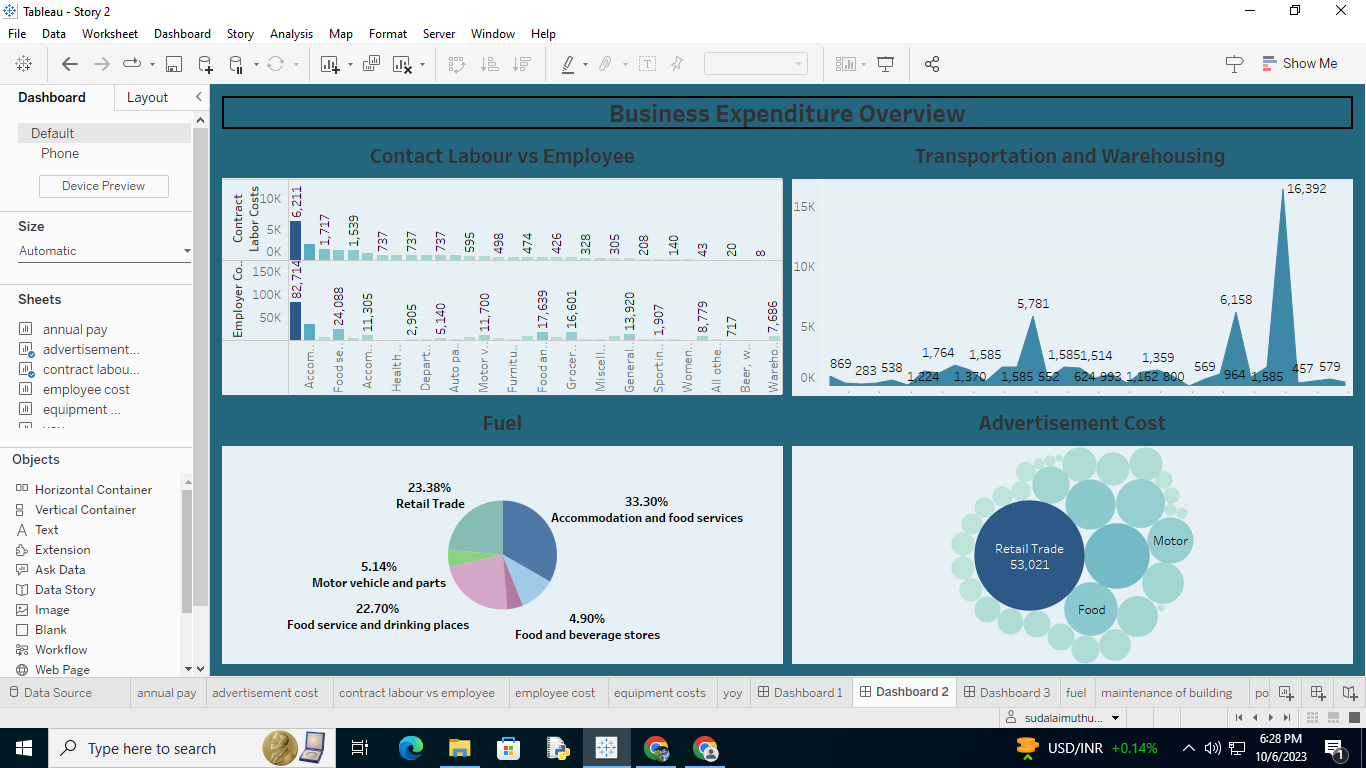 Tableau - Story 2
File Data Worksheet Dashboard Story Analysis Map Format Server Window Help
Show Me
Dashboard Layout
Default
Phone
Device Preview
Size
Automatic
Sheets
annual pay
advertisement...
contract labou...
employee cost
equipment ...
Objects
Horizontal Container
Vertical Container
Text
Extension
Ask Data
Data Story
Image
Blank
Workflow
Web Page
Business Expenditure Overview
Contact Labour vs Employee
Contract
Labor Costs
10K
5K
0K
6,211 1,717 1,539 737 737 737 595 498 474 426 328 305 208 140 43 20 8
Employer Co..
150K
100K
50K
82,714 24,088 11,305 2,905 5,140 11,700 17,639 16,601 13,920 1,907 8,779 717 7,686
Accom.. Food se.. Accom.. Health .. Depart.. Auto pa.. Motor v.. Furnitu.. Food an.. Grocer.. Miscell.. General.. Sportin.. Women.. All othe.. Beer, w.. Wareho..
Transportation and Warehousing
15K
10K
5K
0K
16,392
6,158
5,781
1,764 1,585 1,585 1,514 1,359
869 283 538 569 457 579
1,224 1,370 1,585 552 624 993 1,162 800 964 1,585
Fuel
23.38%
Retail Trade
33.30%
Accommodation and food services
5.14%
Motor vehicle and parts
22.70%
Food service and drinking places
4.90%
Food and beverage stores
Advertisement Cost
Retail Trade
53,021
Motor
Food
Data Source annual pay advertisement cost contract labour vs employee employee cost equipment costs yoy Dashboard 1 Dashboard 2 Dashboard 3 fuel maintenance of building po
sudalaimuthu...
Type here to search
USD/INR +0.14%
6:28 PM
10/6/2023
1